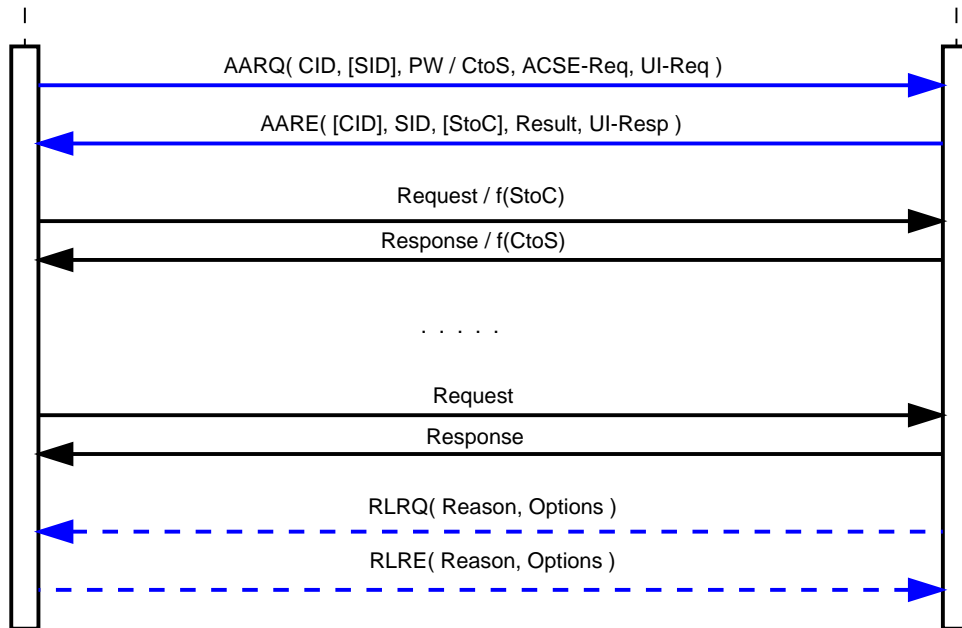 AARQ( CID, [SID], PW / CtoS, ACSE-Req, UI-Req )
AARE( [CID], SID, [StoC], Result, UI-Resp )
Request / f(StoC)
Response / f(CtoS)
. . . . .
Request
Response
RLRQ( Reason, Options )
RLRE( Reason, Options )